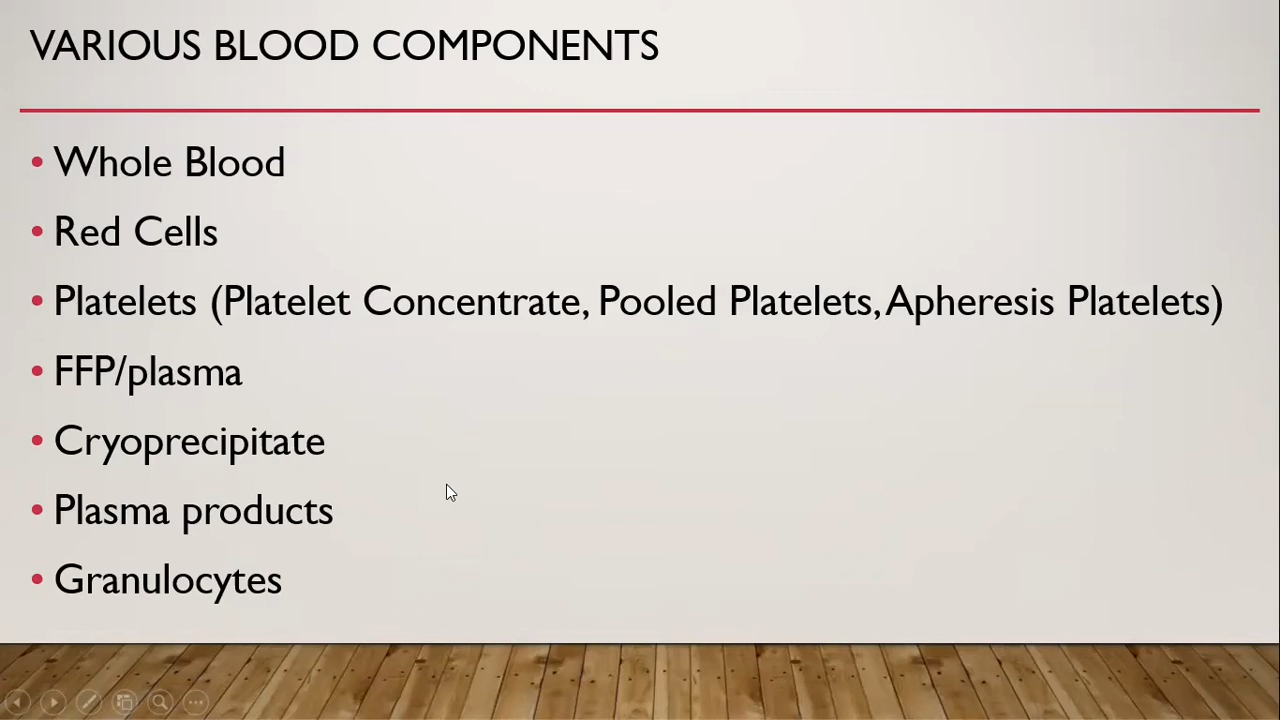 VARIOUS BLOOD COMPONENTS
• Whole Blood
• Red Cells
• Platelets (Platelet Concentrate, Pooled Platelets, Apheresis Platelets)
• FFP/plasma
• Cryoprecipitate
• Plasma products
• Granulocytes